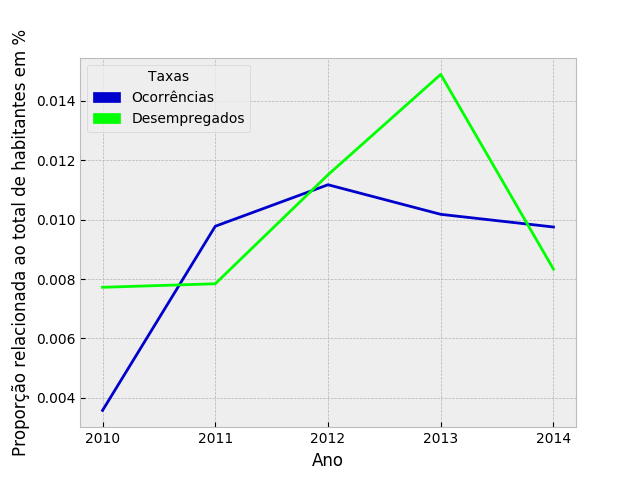 Proporção relacionada ao total de habitantes em %
Taxas
Ocorrências
Desempregados
0.014
0.012
0.010
0.008
0.006
0.004
2010 2011 2012 2013 2014
Ano